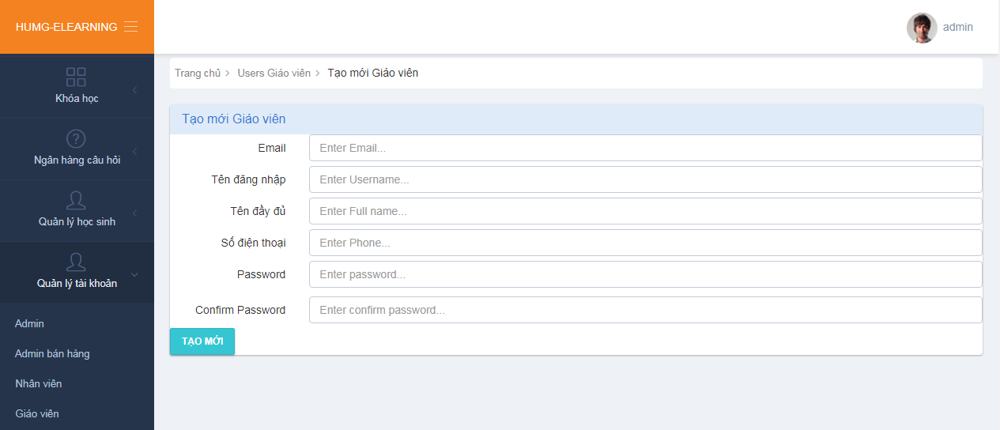 HUMG-ELEARNING
admin
Khóa học
Ngân hàng câu hỏi
Quản lý học sinh
Quản lý tài khoản
Admin
Admin bán hàng
Nhân viên
Giáo viên
Trang chủ > Users Giáo viên > Tạo mới Giáo viên
Tạo mới Giáo viên
Email Enter Email...
Tên đăng nhập Enter Username...
Tên đầy đủ Enter Full name...
Số điện thoại Enter Phone...
Password Enter password...
Confirm Password Enter confirm password...
TẠO MỚI